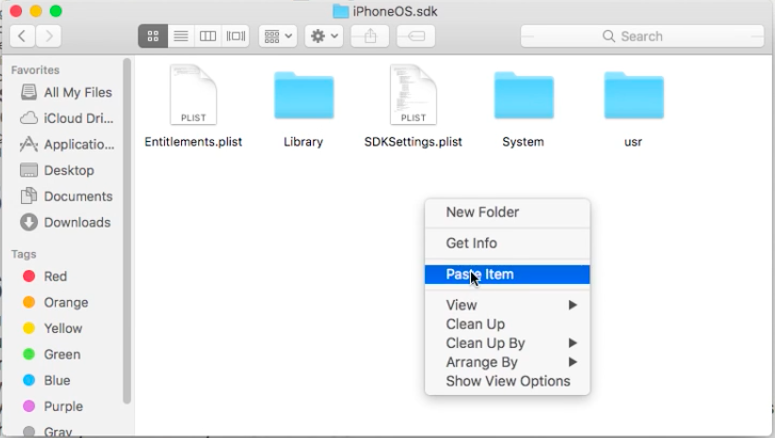 iPhoneOS.sdk
Search
Favorites
All My Files
iCloud Dri...
Applicatio...
Desktop
Documents
Downloads
Tags
Red
Orange
Yellow
Green
Blue
Purple
Gray
PLIST
PLIST
Entitlements.plist
Library
SDKSettings.plist
System
usr
New Folder
Get Info
Paste Item
View
Clean Up
Clean Up By
Arrange By
Show View Options